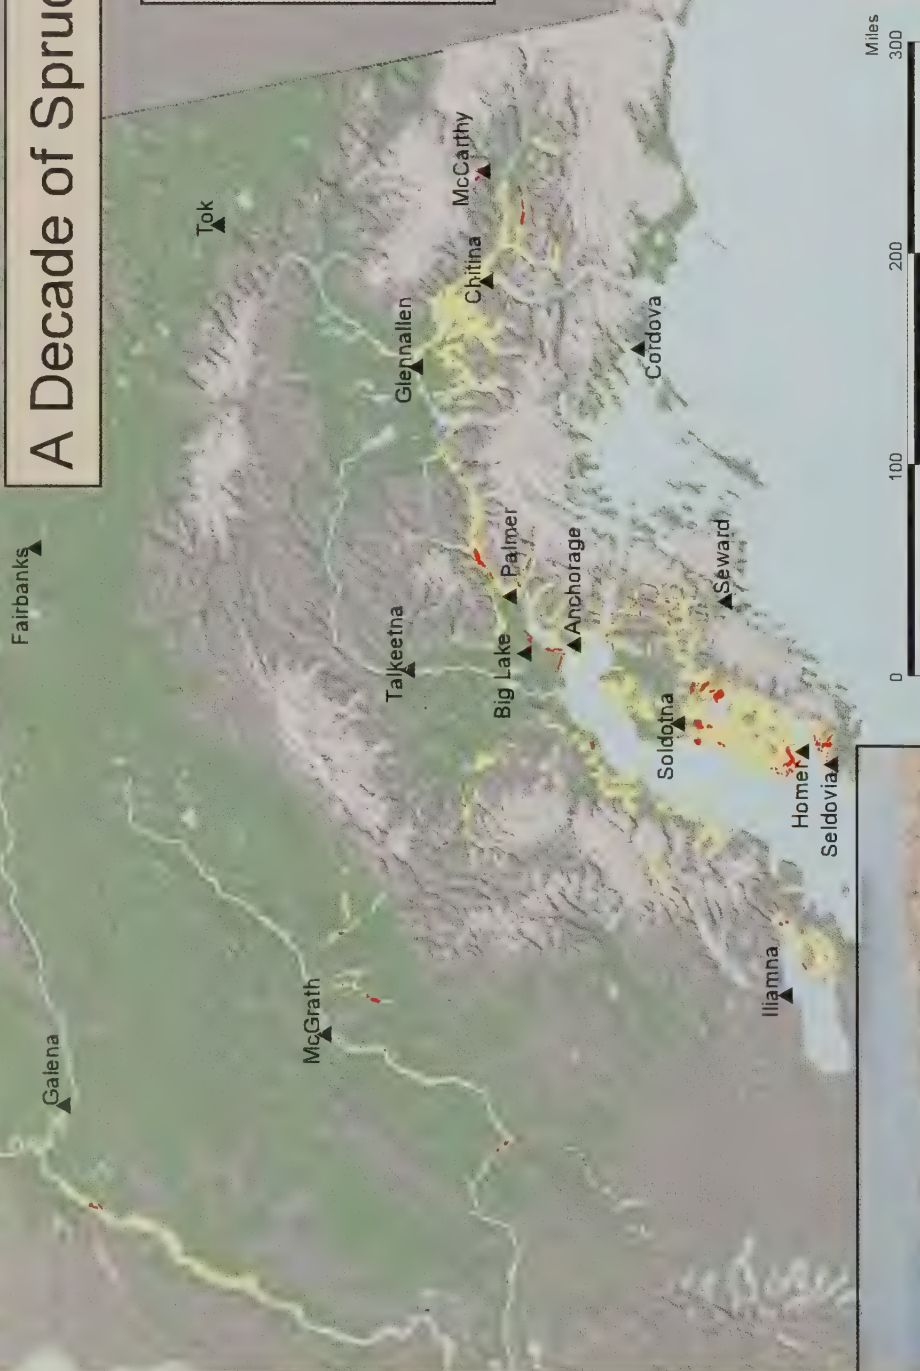 A Decade of Spruc
Fairbanks
Galena
Tok
McGrath
Talkeetna
Glennallen
McCarthy
Chitina
Big Lake
Palmer
Anchorage
Cordova
Soldotna
Seward
Iliamna
Homer
Seldovia
Miles
0 100 200 300